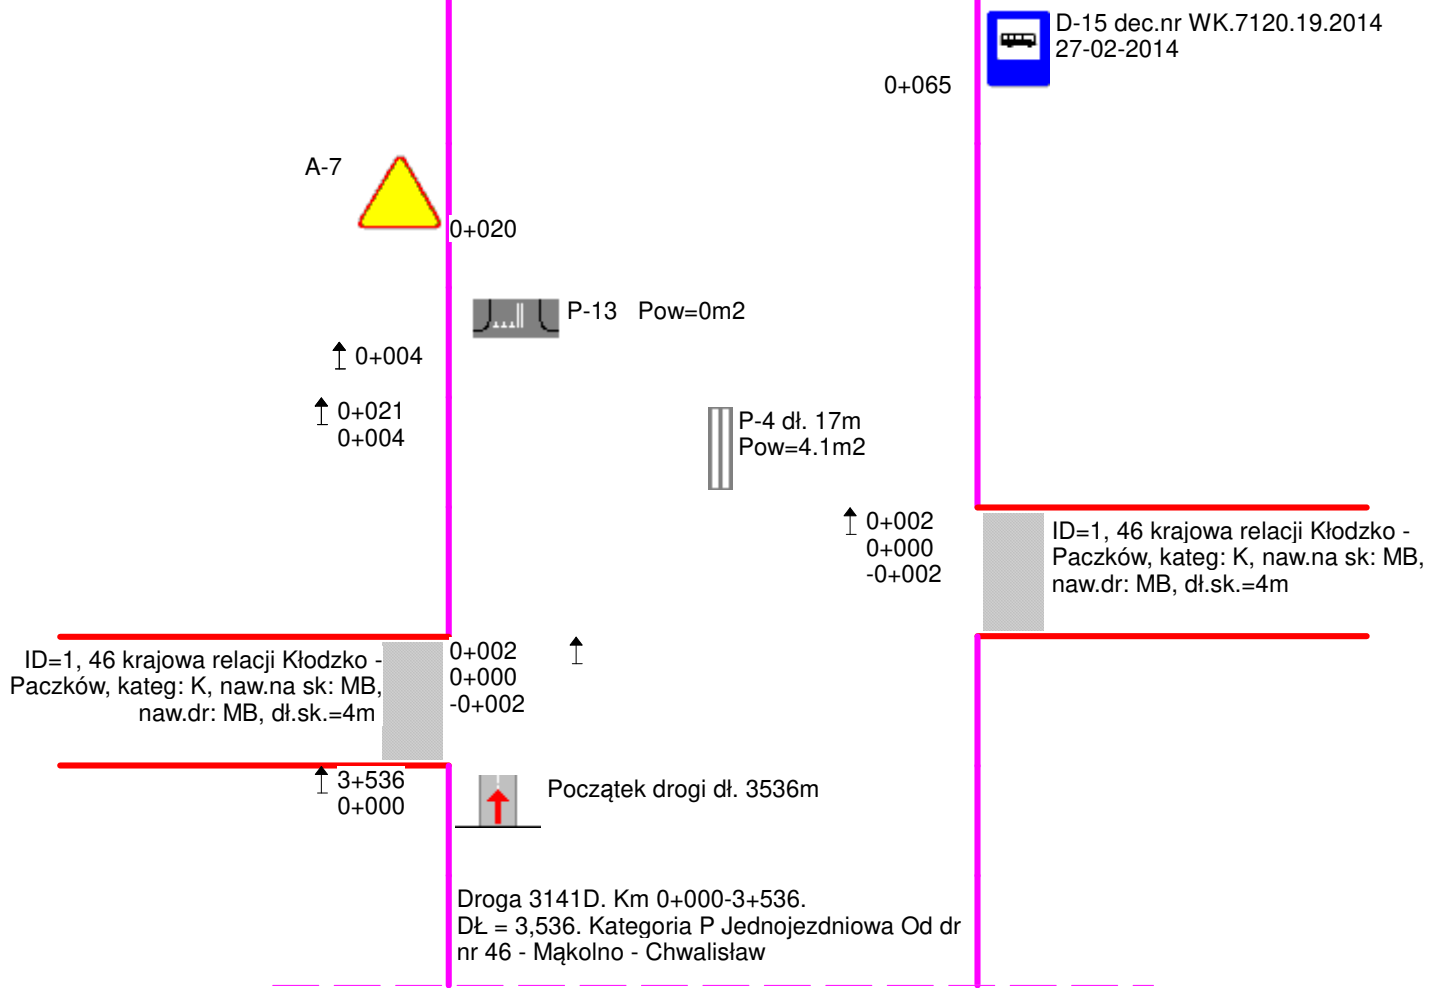 D-15 dec.nr WK.7120.19.2014
27-02-2014
0+065
A-7
0+020
P-13 Pow=0m2
0+004
0+021
0+004
P-4 dł. 17m
Pow=4.1m2
0+002
0+000
-0+002
ID=1, 46 krajowa relacji Kłodzko -
Paczków, kateg: K, naw.na sk: MB,
naw.dr: MB, dł.sk.=4m
ID=1, 46 krajowa relacji Kłodzko -
Paczków, kateg: K, naw.na sk: MB,
naw.dr: MB, dł.sk.=4m
0+002
0+000
-0+002
3+536
0+000
Początek drogi dł. 3536m
Droga 3141D. Km 0+000-3+536.
DŁ = 3,536. Kategoria P Jednojezdniowa Od dr
nr 46 - Mąkolno - Chwalisław